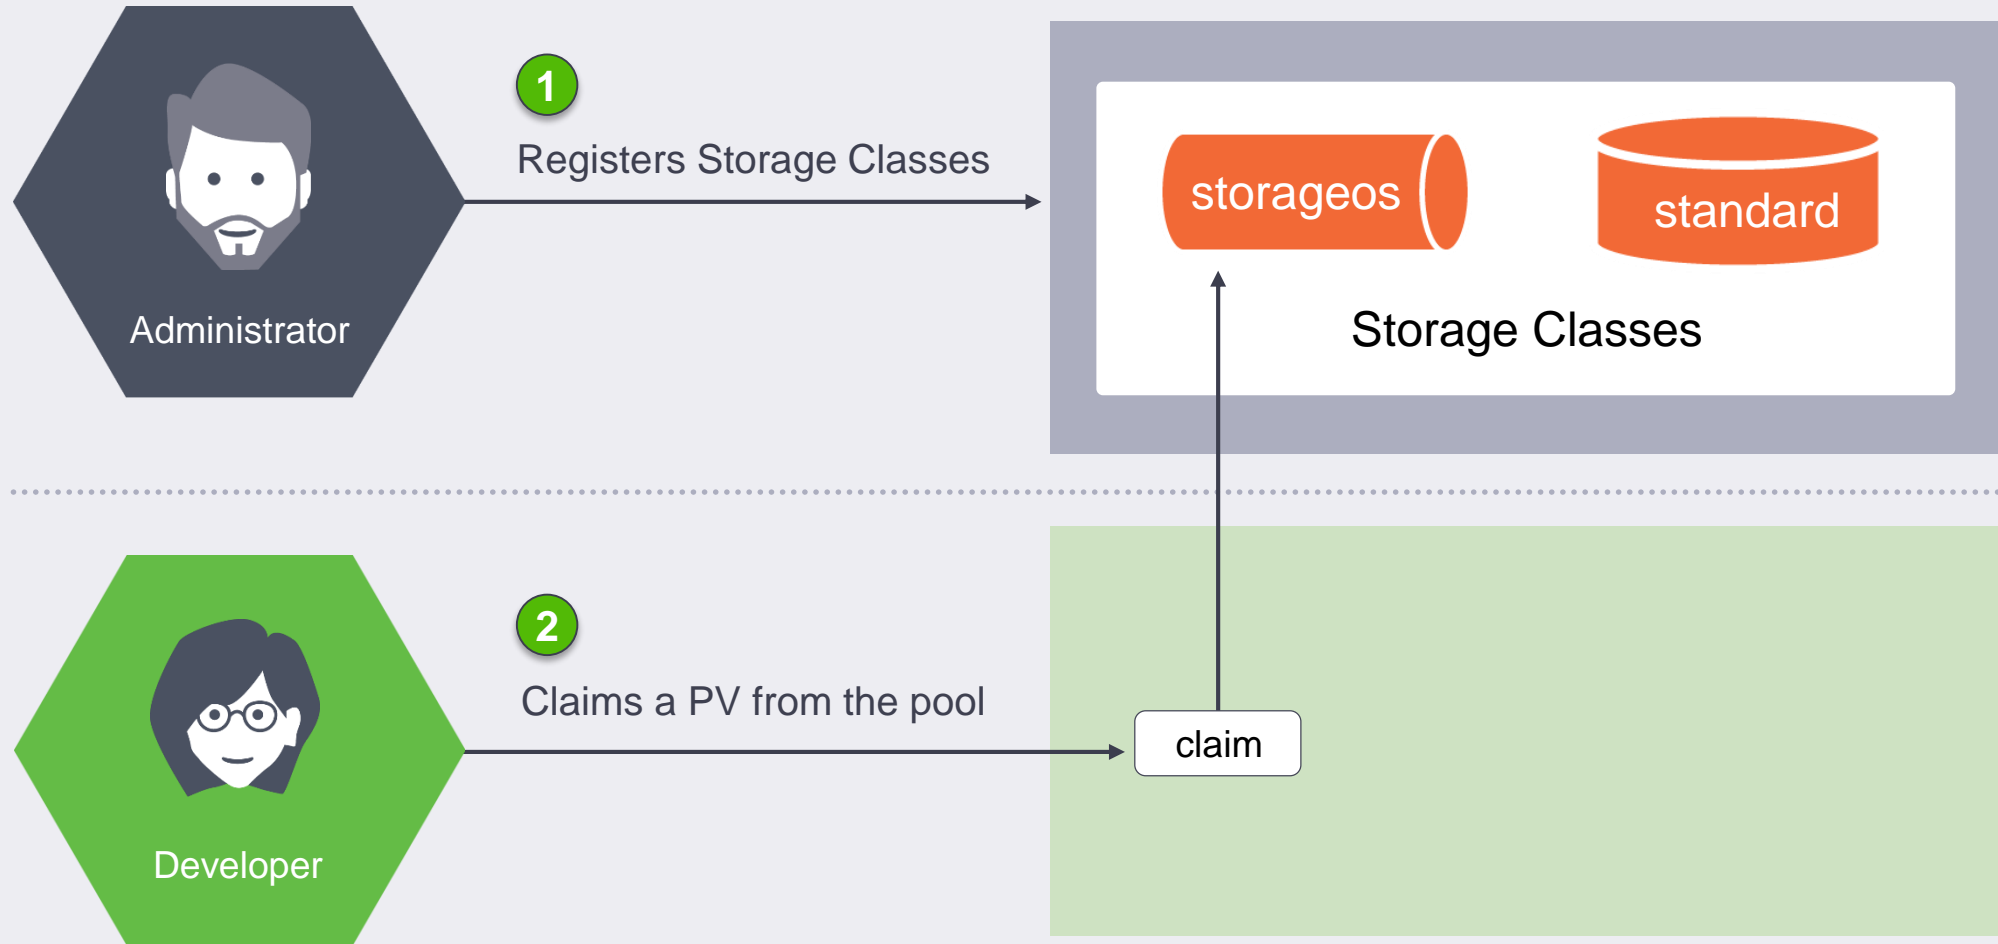 1
Registers Storage Classes
storageos
standard
Administrator
Storage Classes
2
Claims a PV from the pool
claim
Developer